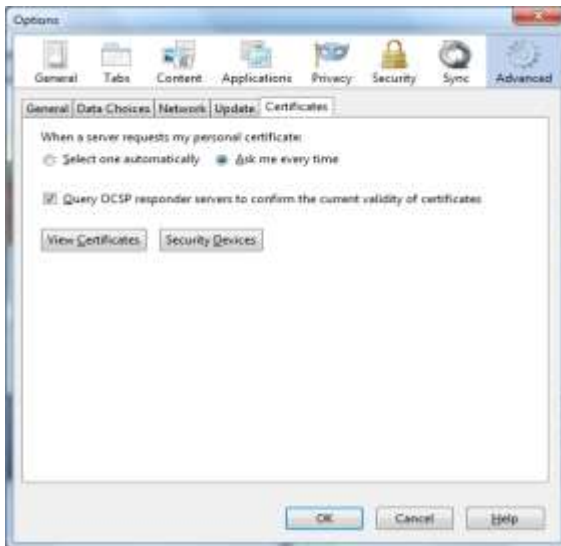 Options
General Tabs Content Applications Privacy Security Sync Advanced
General Data Choices Network Update Certificates
When a server requests my personal certificate:
Select one automatically Ask me every time
Query OCSP responder servers to confirm the current validity of certificates
View Certificates Security Devices
OK Cancel Help